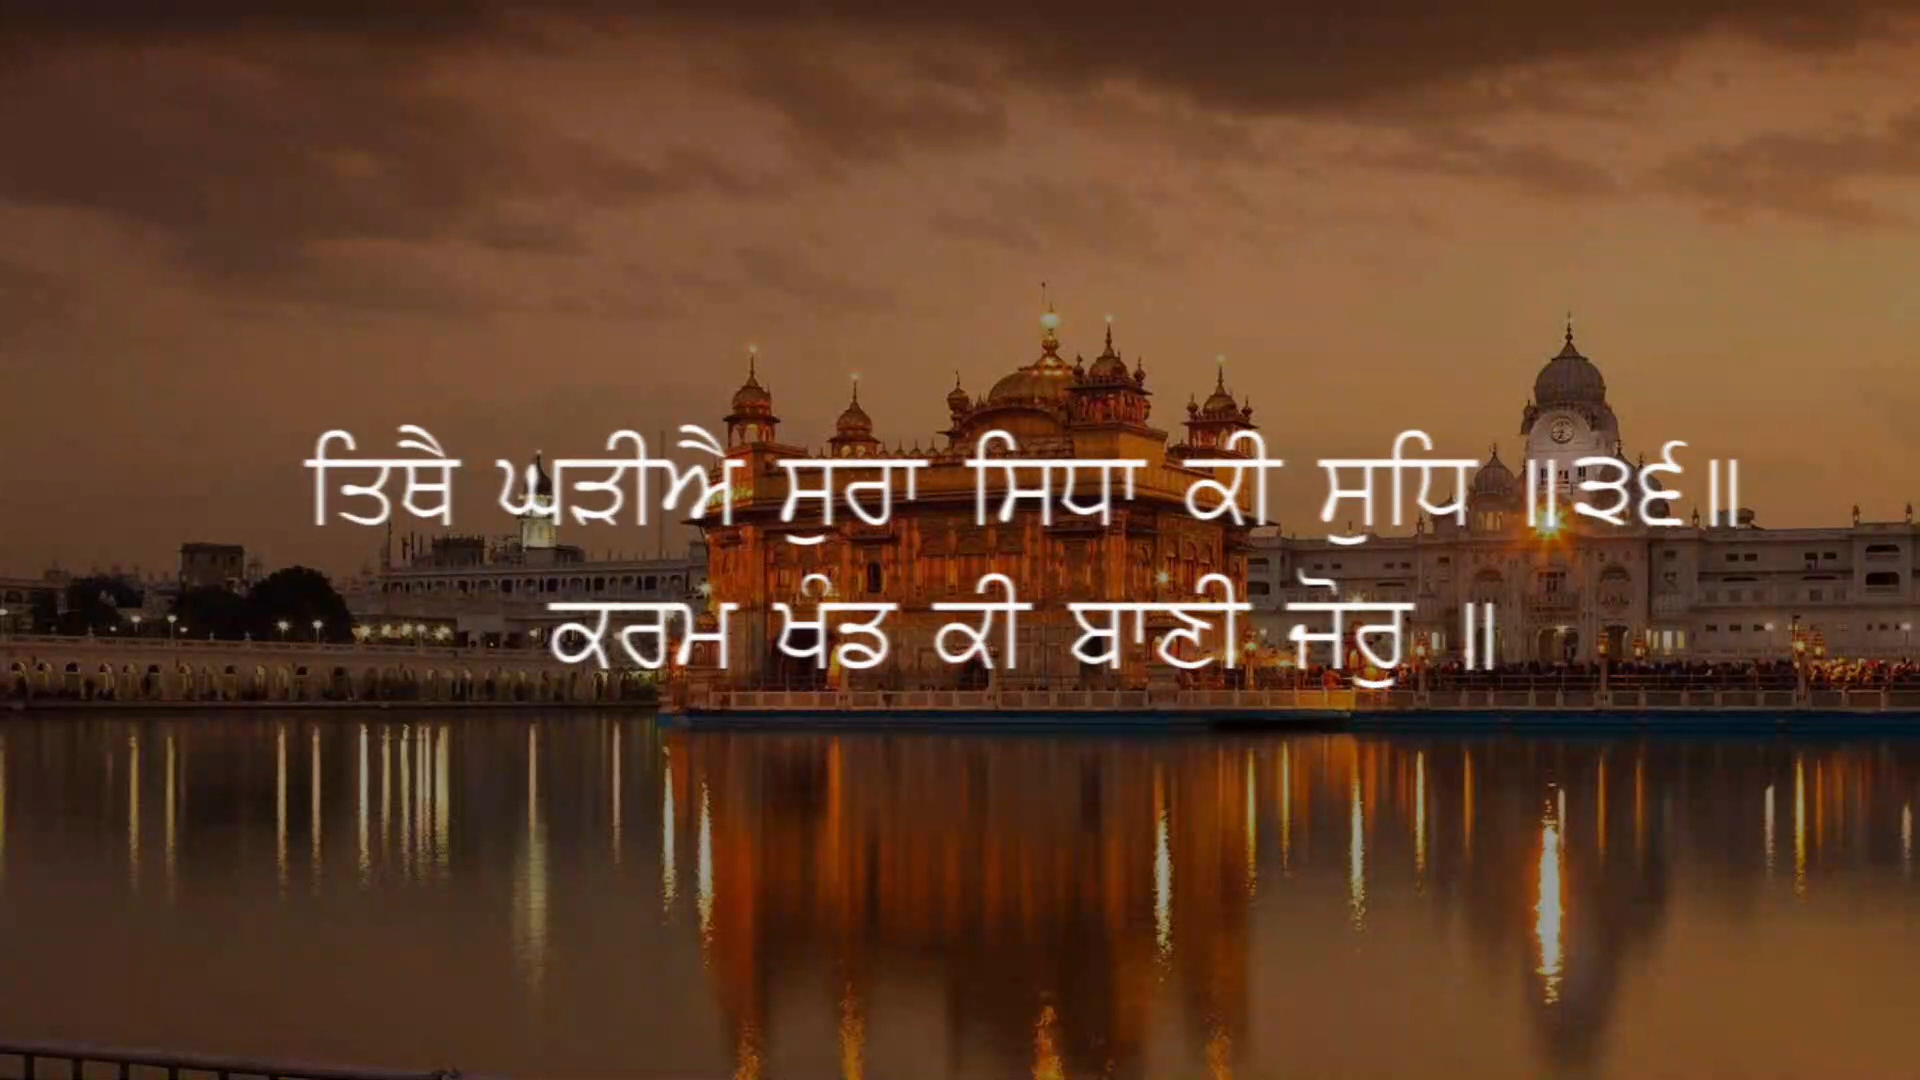 ਤਿਥੈ ਘੜੀਐ ਸੁਰਾ ਸਿਧਾ ਕੀ ਸੁਧਿ ॥੩੬॥
ਕਰਮ ਖੰਡ ਕੀ ਬਾਣੀ ਜੋਰੁ ॥